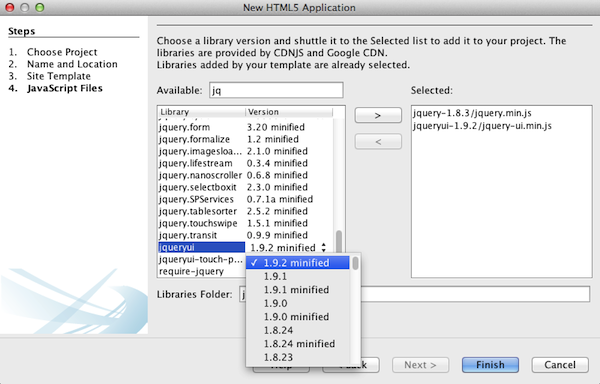 New HTML5 Application
Steps
1. Choose Project
2. Name and Location
3. Site Template
4. JavaScript Files
Choose a library version and shuttle it to the Selected list to add it to your project. The
libraries are provided by CDNJS and Google CDN.
Libraries added by your template are already selected.
Available: jq
Selected:
Library Version
jquery.form 3.20 minified
jquery.formalize 1.2 minified
jquery.imagesloa... 2.1.0 minified
jquery.lifestream 0.3.4 minified
jquery.nanoscroller 0.6.8 minified
jquery.selectboxit 2.3.0 minified
jquery.SPServices 0.7.1a minified
jquery.tablesorter 2.5.2 minified
jquery.touchswipe 1.5.1 minified
jquery.transit 0.9.9 minified
jqueryui 1.9.2 minified
jqueryui-touch-p...
require-jquery
✓ 1.9.2 minified
1.9.1
1.9.1 minified
1.9.0
1.9.0 minified
1.8.24
1.8.24 minified
1.8.23
>
<
jquery-1.8.3/jquery.min.js
jqueryui-1.9.2/jquery-ui.min.js
Libraries Folder:
Next >
Finish
Cancel